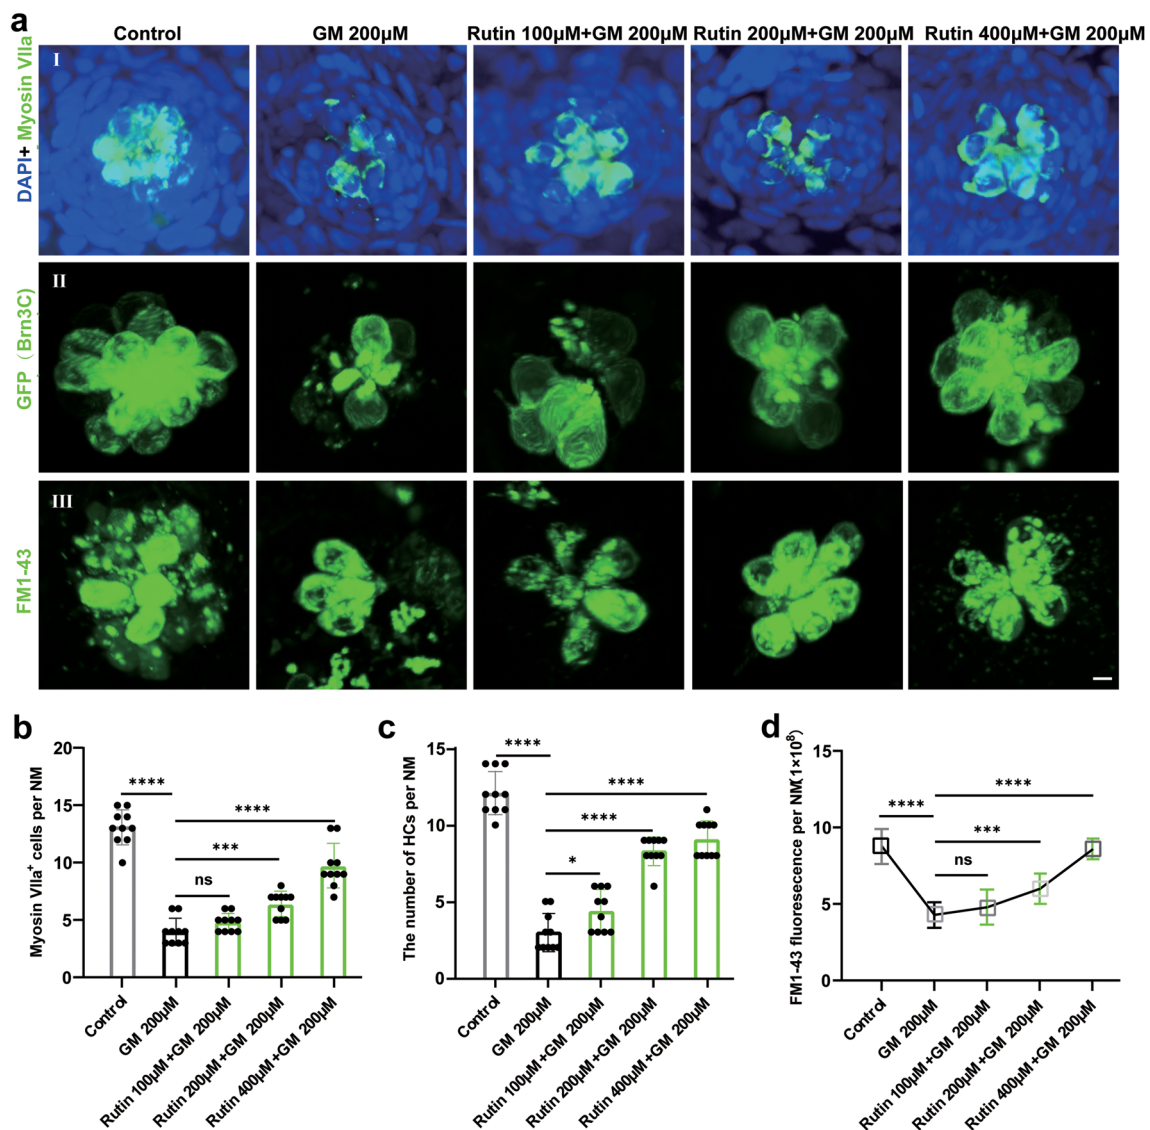 a
Control
GM 200μM
Rutin 100μM+GM 200μM
Rutin 200μM+GM 200μM
Rutin 400μM+GM 200μM
DAPI+Myosin VIIa
I
GFP（Brn3C）
II
FM1-43
III
b
Myosin VIIa+ cells per NM
20
15
10
5
0
****
****
***
ns
Control
GM 200μM
Rutin 100μM+GM 200μM
Rutin 200μM+GM 200μM
Rutin 400μM+GM 200μM
c
The number of HCs per NM
15
10
5
0
****
****
****
*
Control
GM 200μM
Rutin 100μM+GM 200μM
Rutin 200μM+GM 200μM
Rutin 400μM+GM 200μM
d
FM1-43 fluoresecence per NM(1×10⁸)
15
10
5
0
****
****
***
ns
Control
GM 200μM
Rutin 100μM+GM 200μM
Rutin 200μM+GM 200μM
Rutin 400μM+GM 200μM